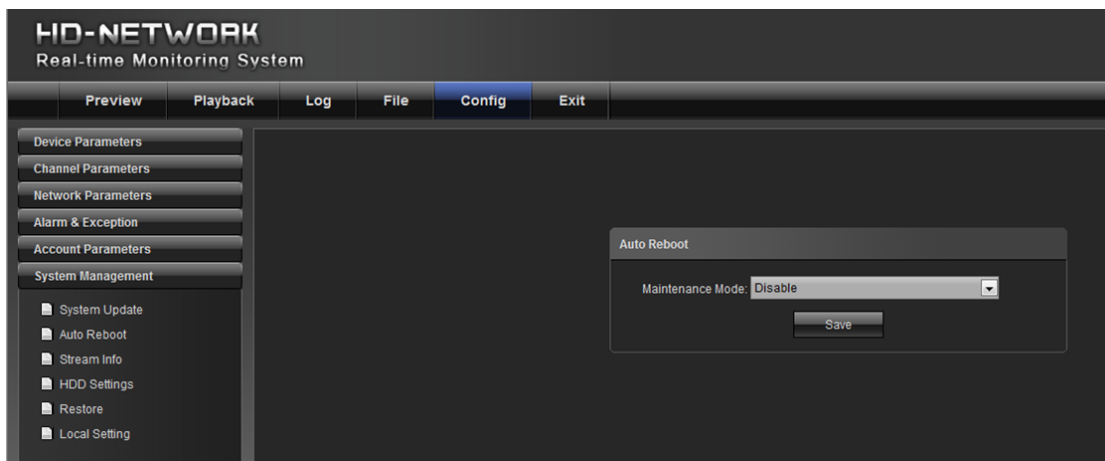 HD-NETWORK
Real-time Monitoring System
Preview Playback Log File Config Exit
Device Parameters
Channel Parameters
Network Parameters
Alarm & Exception
Account Parameters
System Management
System Update
Auto Reboot
Stream Info
HDD Settings
Restore
Local Setting
Auto Reboot
Maintenance Mode: Disable
Save